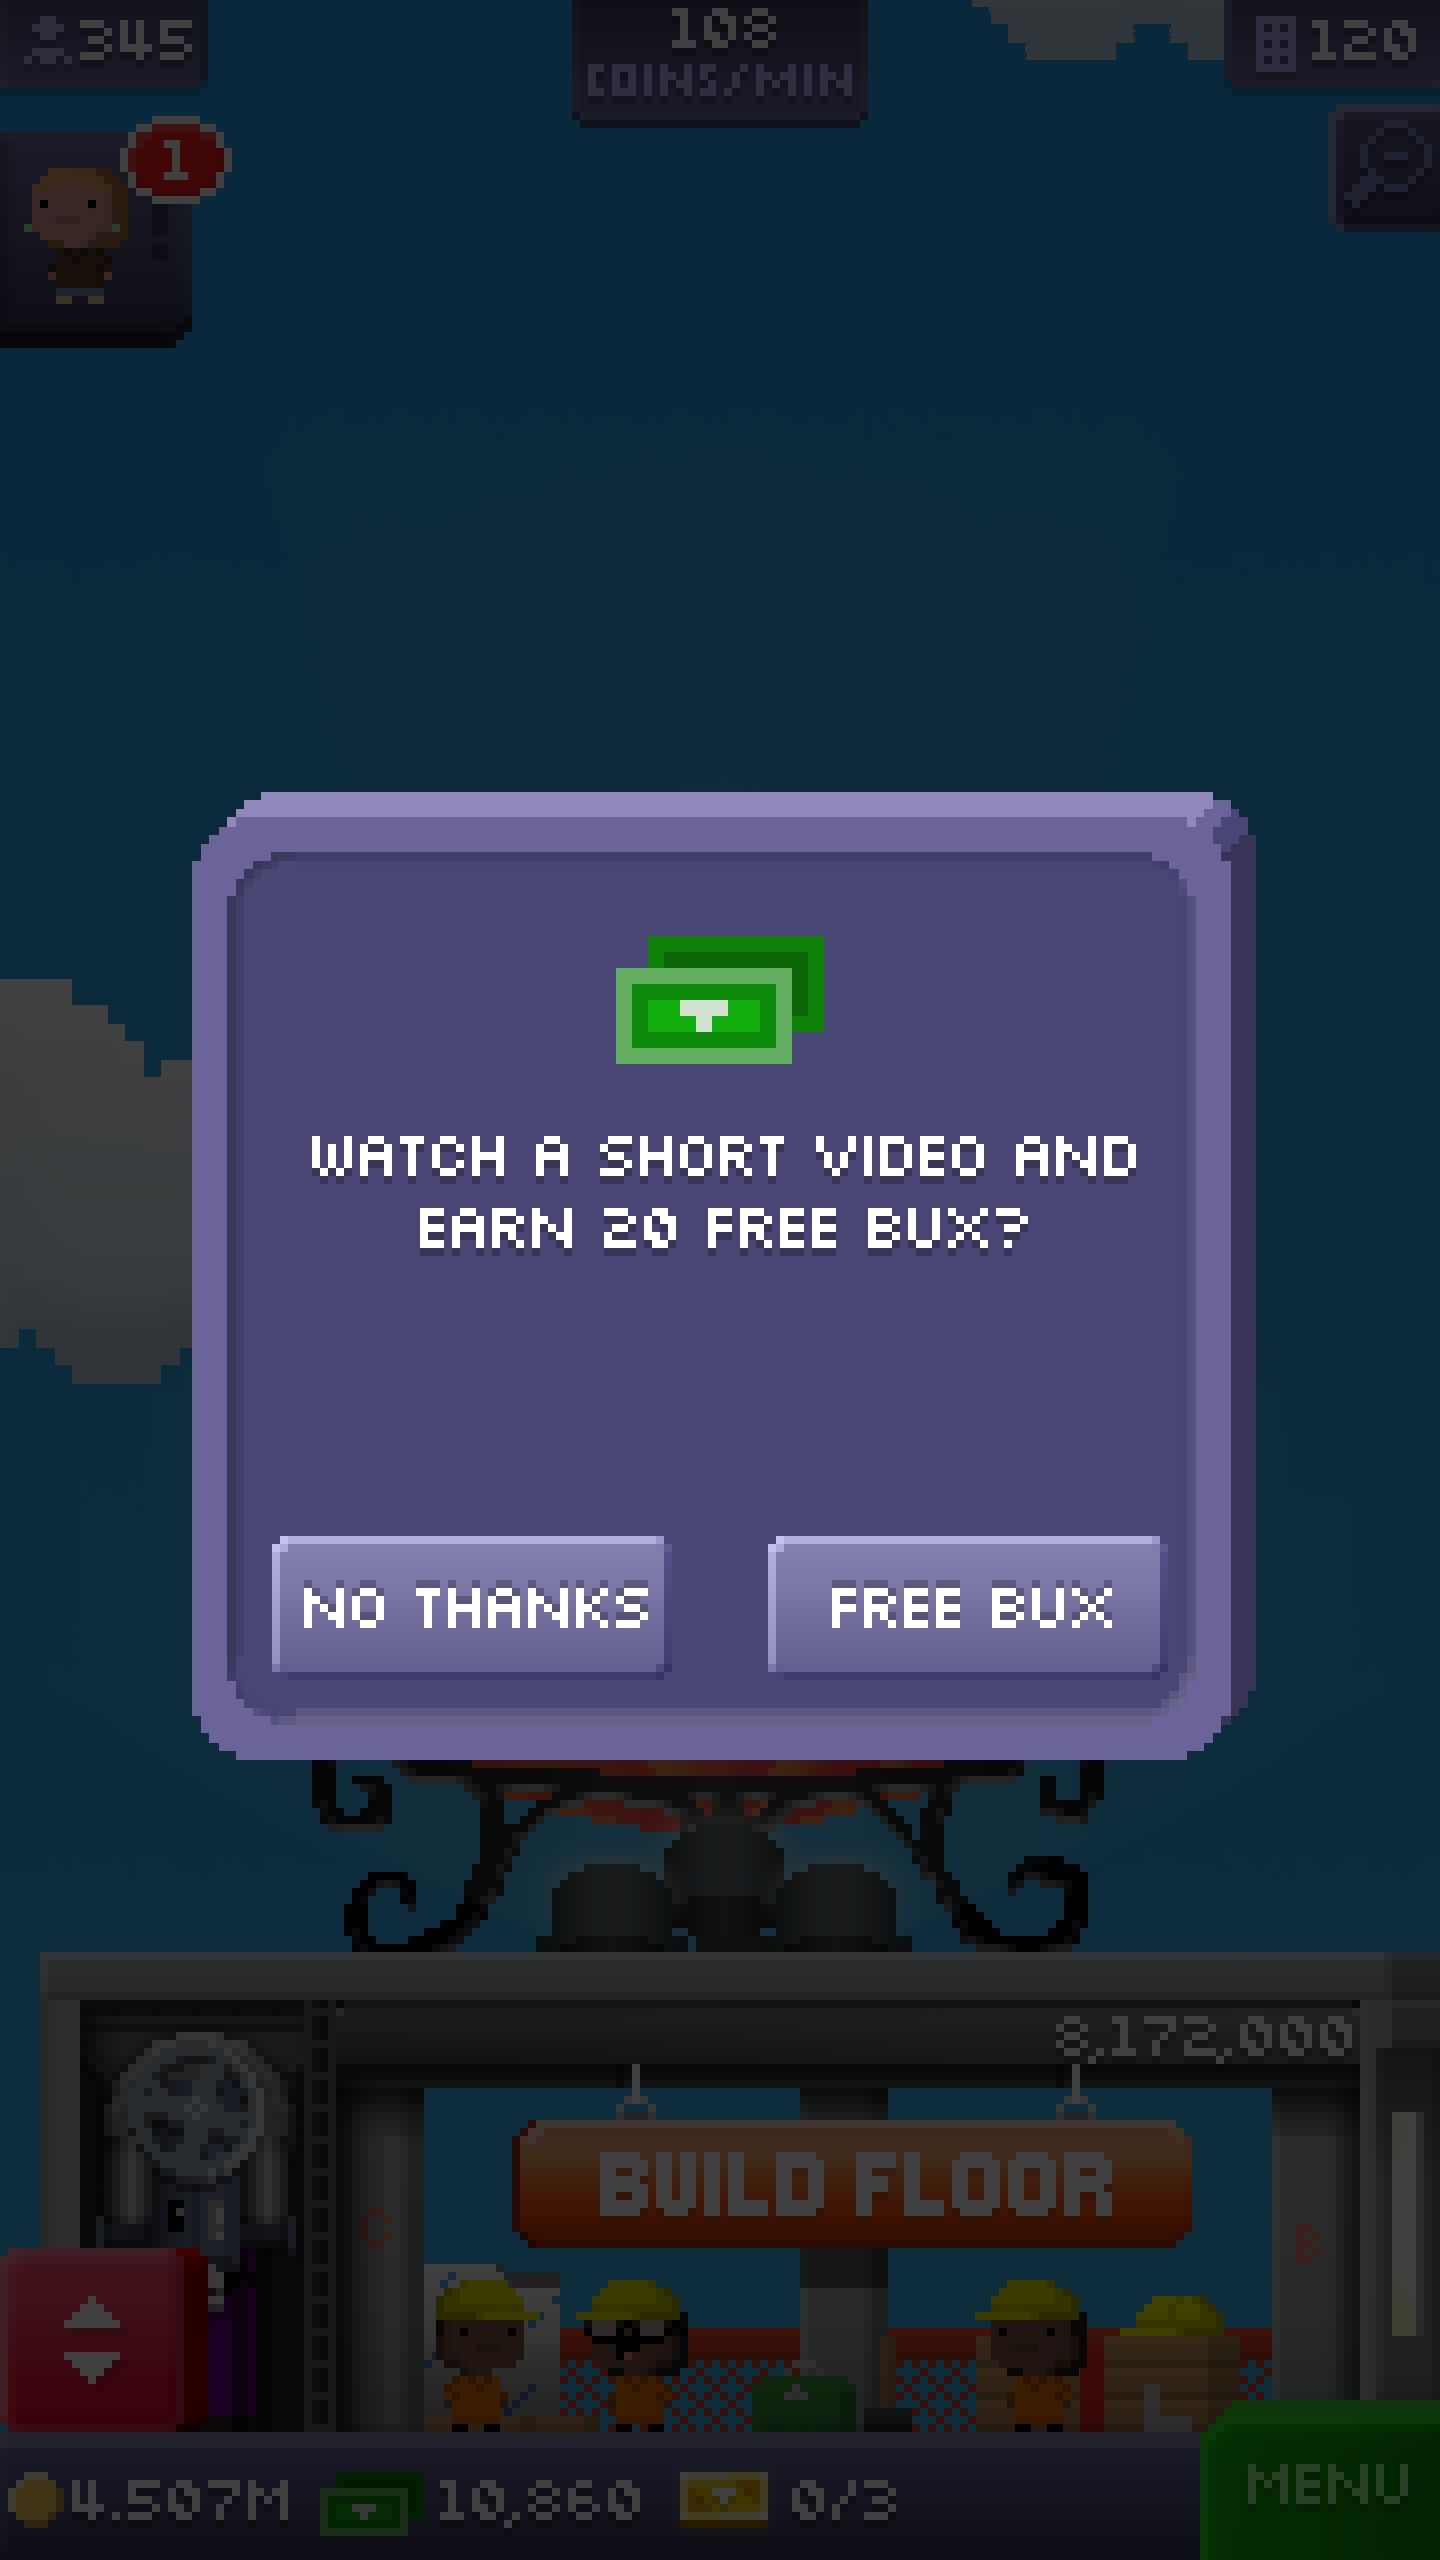 345
108
COINS/MIN
120
1
WATCH A SHORT VIDEO AND
EARN 20 FREE BUX?
NO THANKS
FREE BUX
8,172,000
BUILD FLOOR
C
B
4.507M
10,860
0/3
MENU